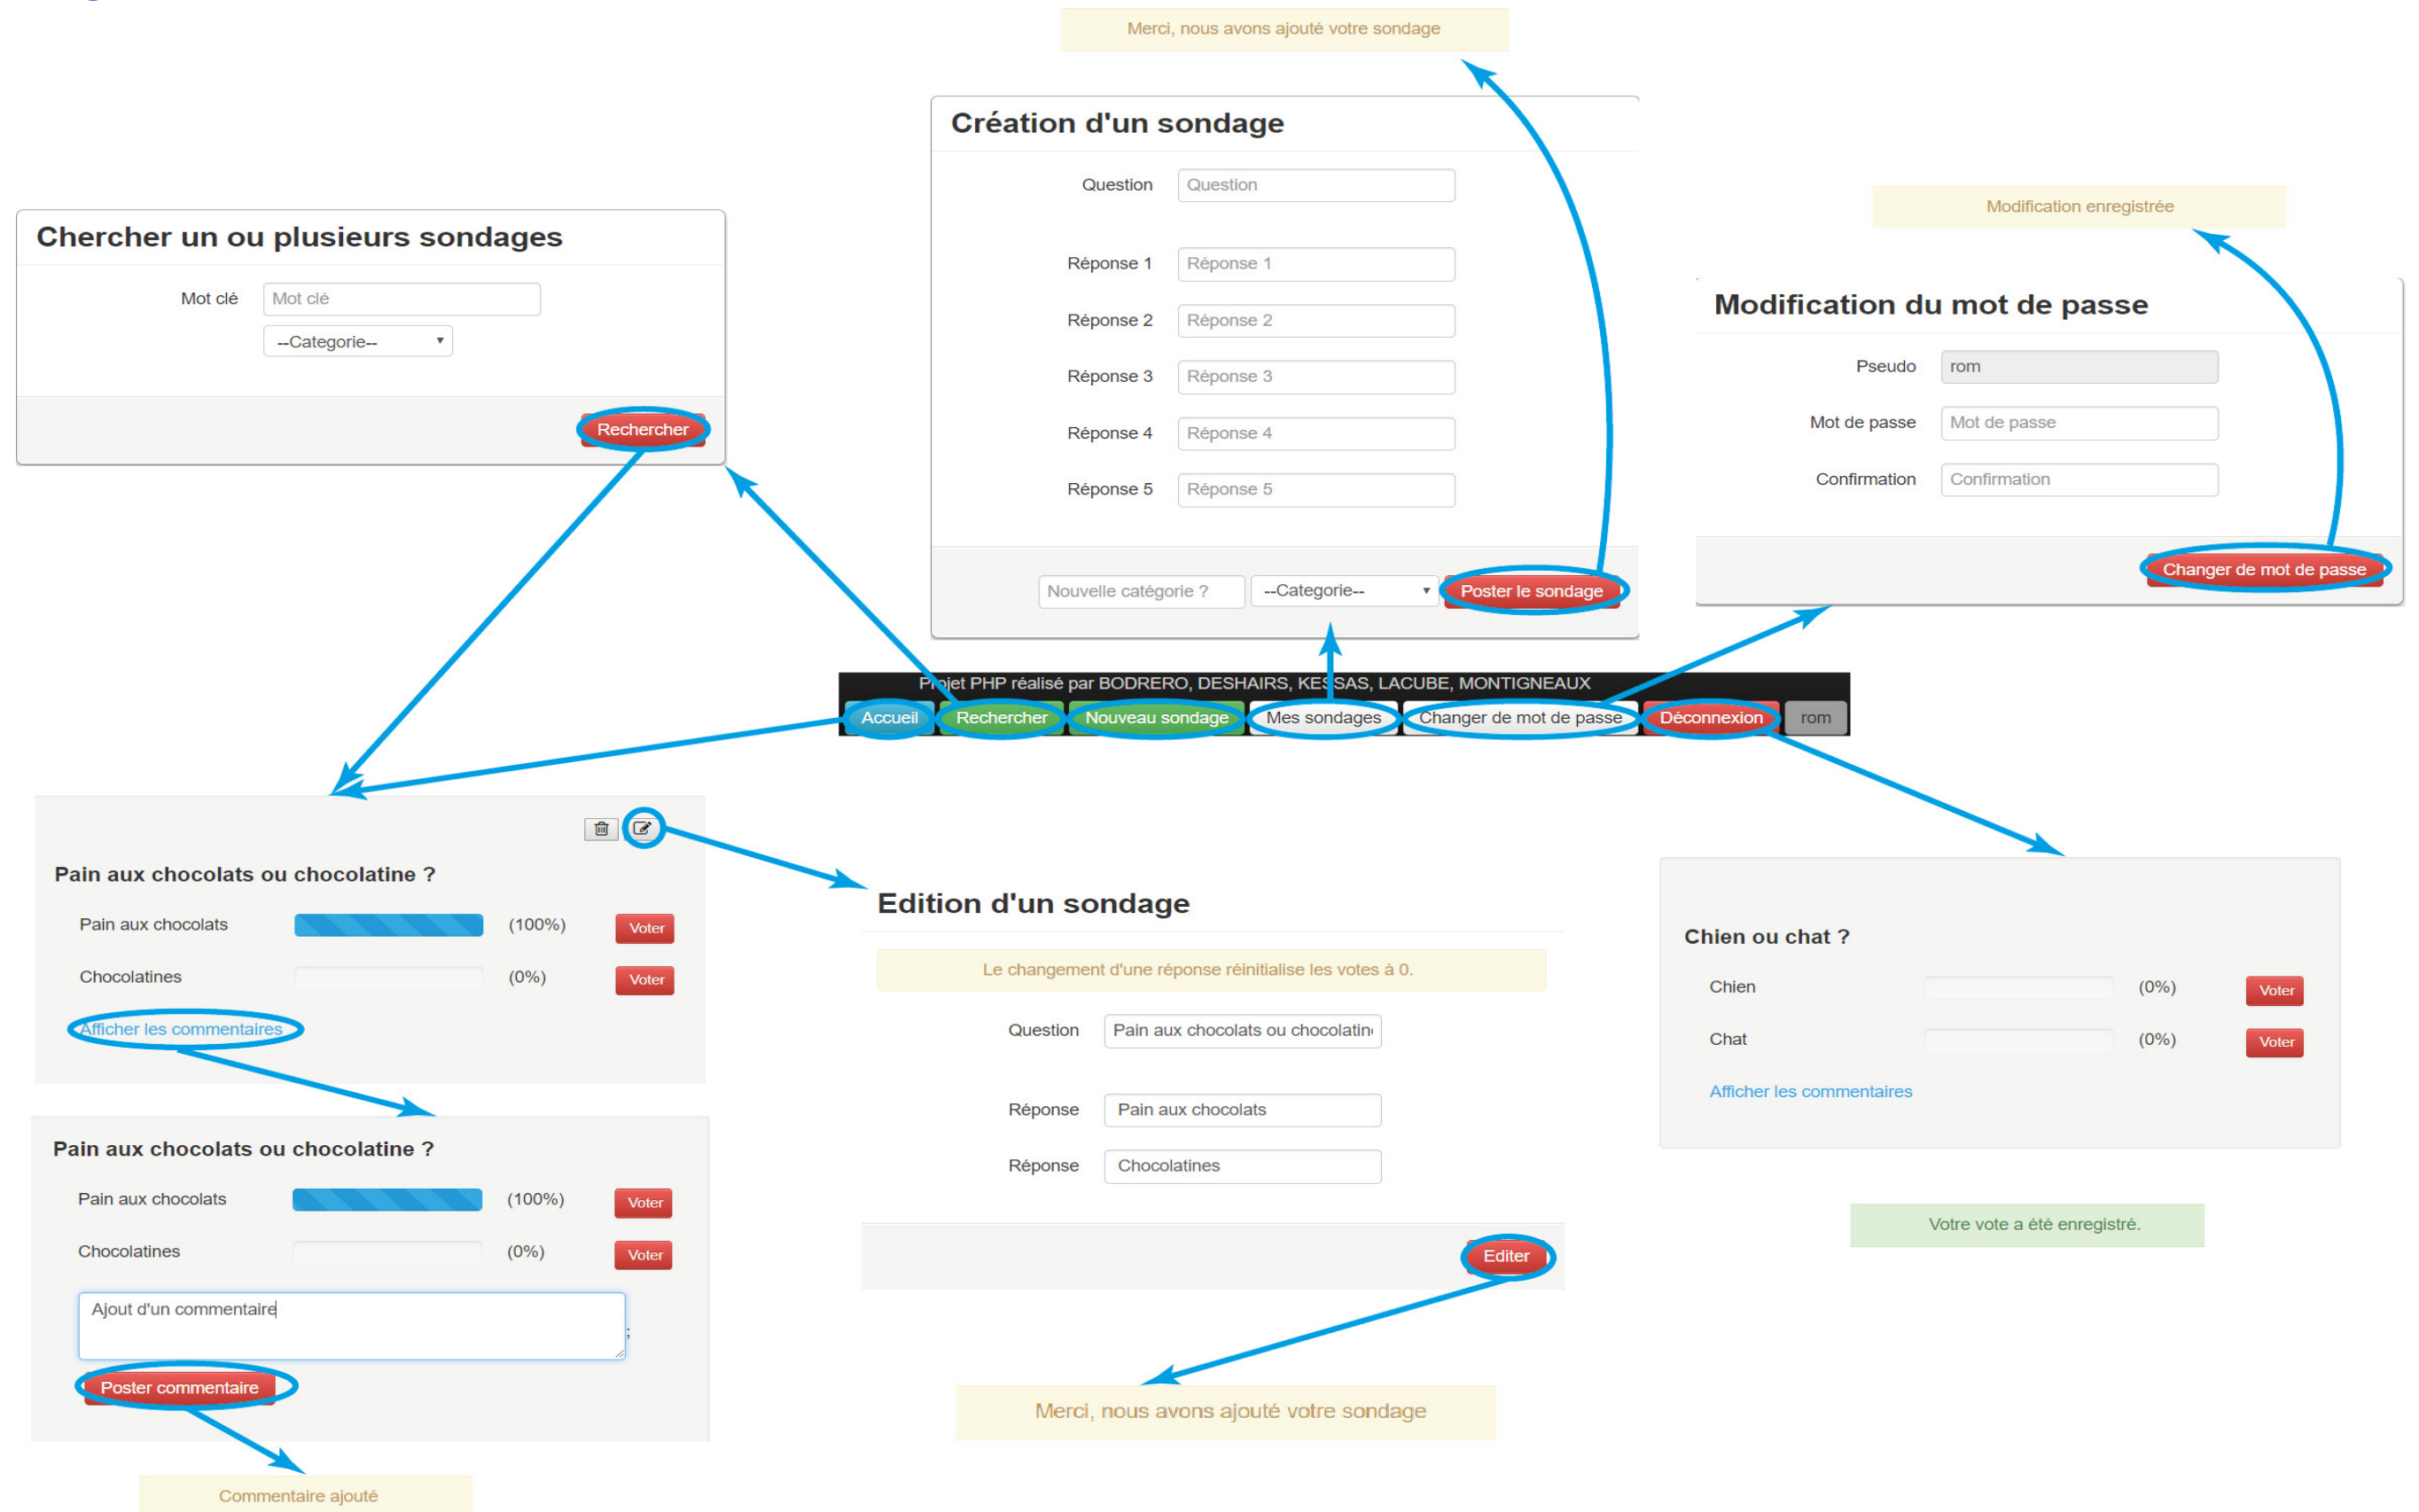 Merci, nous avons ajouté votre sondage
Création d'un sondage
Question Question
Réponse 1 Réponse 1
Réponse 2 Réponse 2
Réponse 3 Réponse 3
Réponse 4 Réponse 4
Réponse 5 Réponse 5
Nouvelle catégorie ? --Categorie-- Poster le sondage
Chercher un ou plusieurs sondages
Mot clé Mot clé
--Categorie--
Rechercher
Modification enregistrée
Modification du mot de passe
Pseudo rom
Mot de passe Mot de passe
Confirmation Confirmation
Changer de mot de passe
Projet PHP réalisé par BODRERO, DESHAIRS, KESSAS, LACUBE, MONTIGNEAUX
Accueil Rechercher Nouveau sondage Mes sondages Changer de mot de passe Déconnexion rom
Pain aux chocolats ou chocolatine ?
Pain aux chocolats (100%) Voter
Chocolatines (0%) Voter
Afficher les commentaires
Pain aux chocolats ou chocolatine ?
Pain aux chocolats (100%) Voter
Chocolatines (0%) Voter
Ajout d'un commentaire
;
Poster commentaire
Commentaire ajouté
Edition d'un sondage
Le changement d'une réponse réinitialise les votes à 0.
Question Pain aux chocolats ou chocolatin
Réponse Pain aux chocolats
Réponse Chocolatines
Editer
Merci, nous avons ajouté votre sondage
Chien ou chat ?
Chien (0%) Voter
Chat (0%) Voter
Afficher les commentaires
Votre vote a été enregistré.